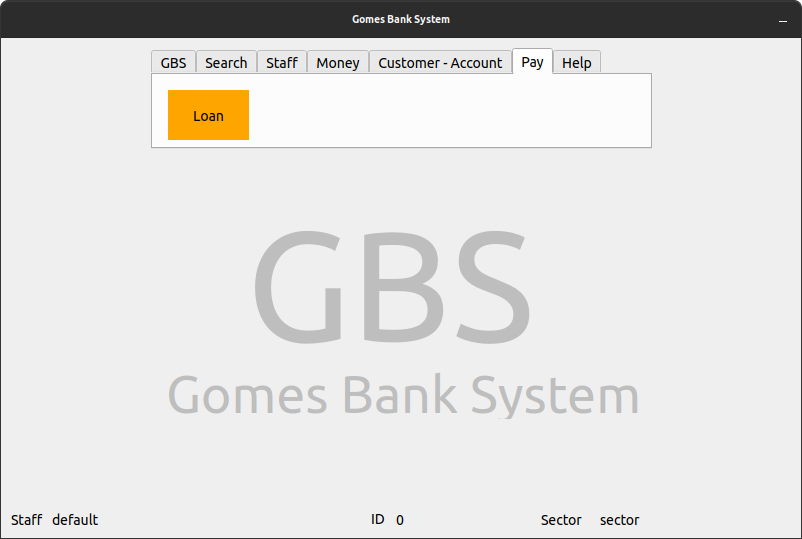 Gomes Bank System
GBS Search Staff Money Customer - Account Pay Help
Loan
GBS
Gomes Bank System
Staff default ID 0 Sector sector